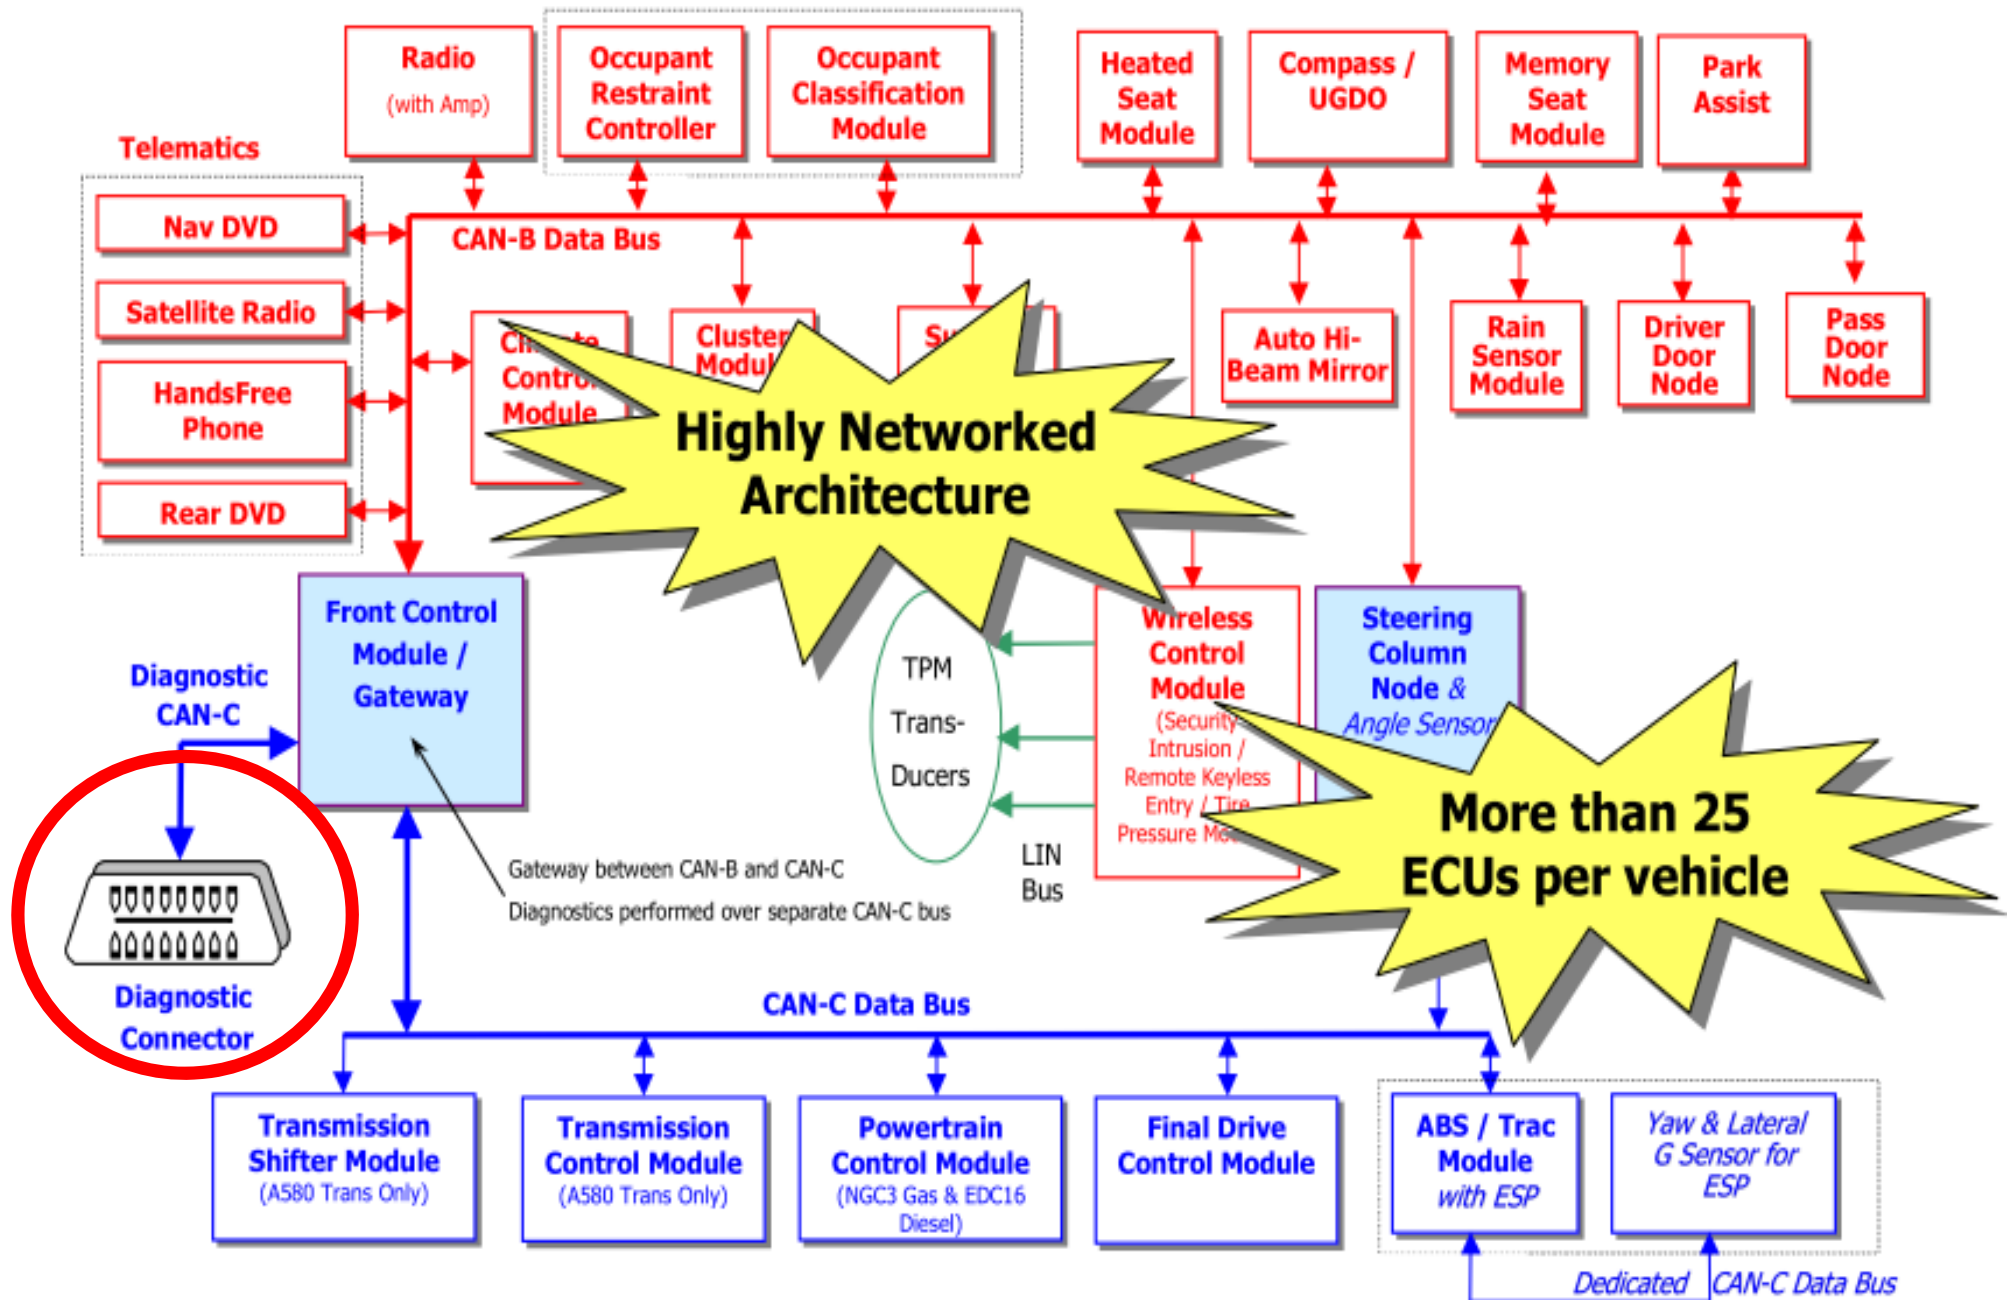 Radio
(with Amp)
Occupant
Restraint
Controller
Occupant
Classification
Module
Heated
Seat
Module
Compass /
UGDO
Memory
Seat
Module
Park
Assist
Telematics
Nav DVD
Satellite Radio
HandsFree
Phone
Rear DVD
CAN-B Data Bus
Control
Module
Cluster
Auto Hi-
Beam Mirror
Rain
Sensor
Module
Driver
Door
Node
Pass
Door
Node
Highly Networked
Architecture
Front Control
Module /
Gateway
Diagnostic
CAN-C
TPM
Trans-
Ducers
Wireless
Control
Module
(Security
Intrusion /
Remote Keyless
Entry / Tire
Pressure
LIN
Bus
Steering
Column
Node &
Angle Sensor
More than 25
ECUs per vehicle
Gateway between CAN-B and CAN-C
Diagnostics performed over separate CAN-C bus
Diagnostic
Connector
CAN-C Data Bus
Transmission
Shifter Module
(A580 Trans Only)
Transmission
Control Module
(A580 Trans Only)
Powertrain
Control Module
(NGC3 Gas & EDC16
Diesel)
Final Drive
Control Module
ABS / Trac
Module
with ESP
Yaw & Lateral
G Sensor for
ESP
Dedicated CAN-C Data Bus